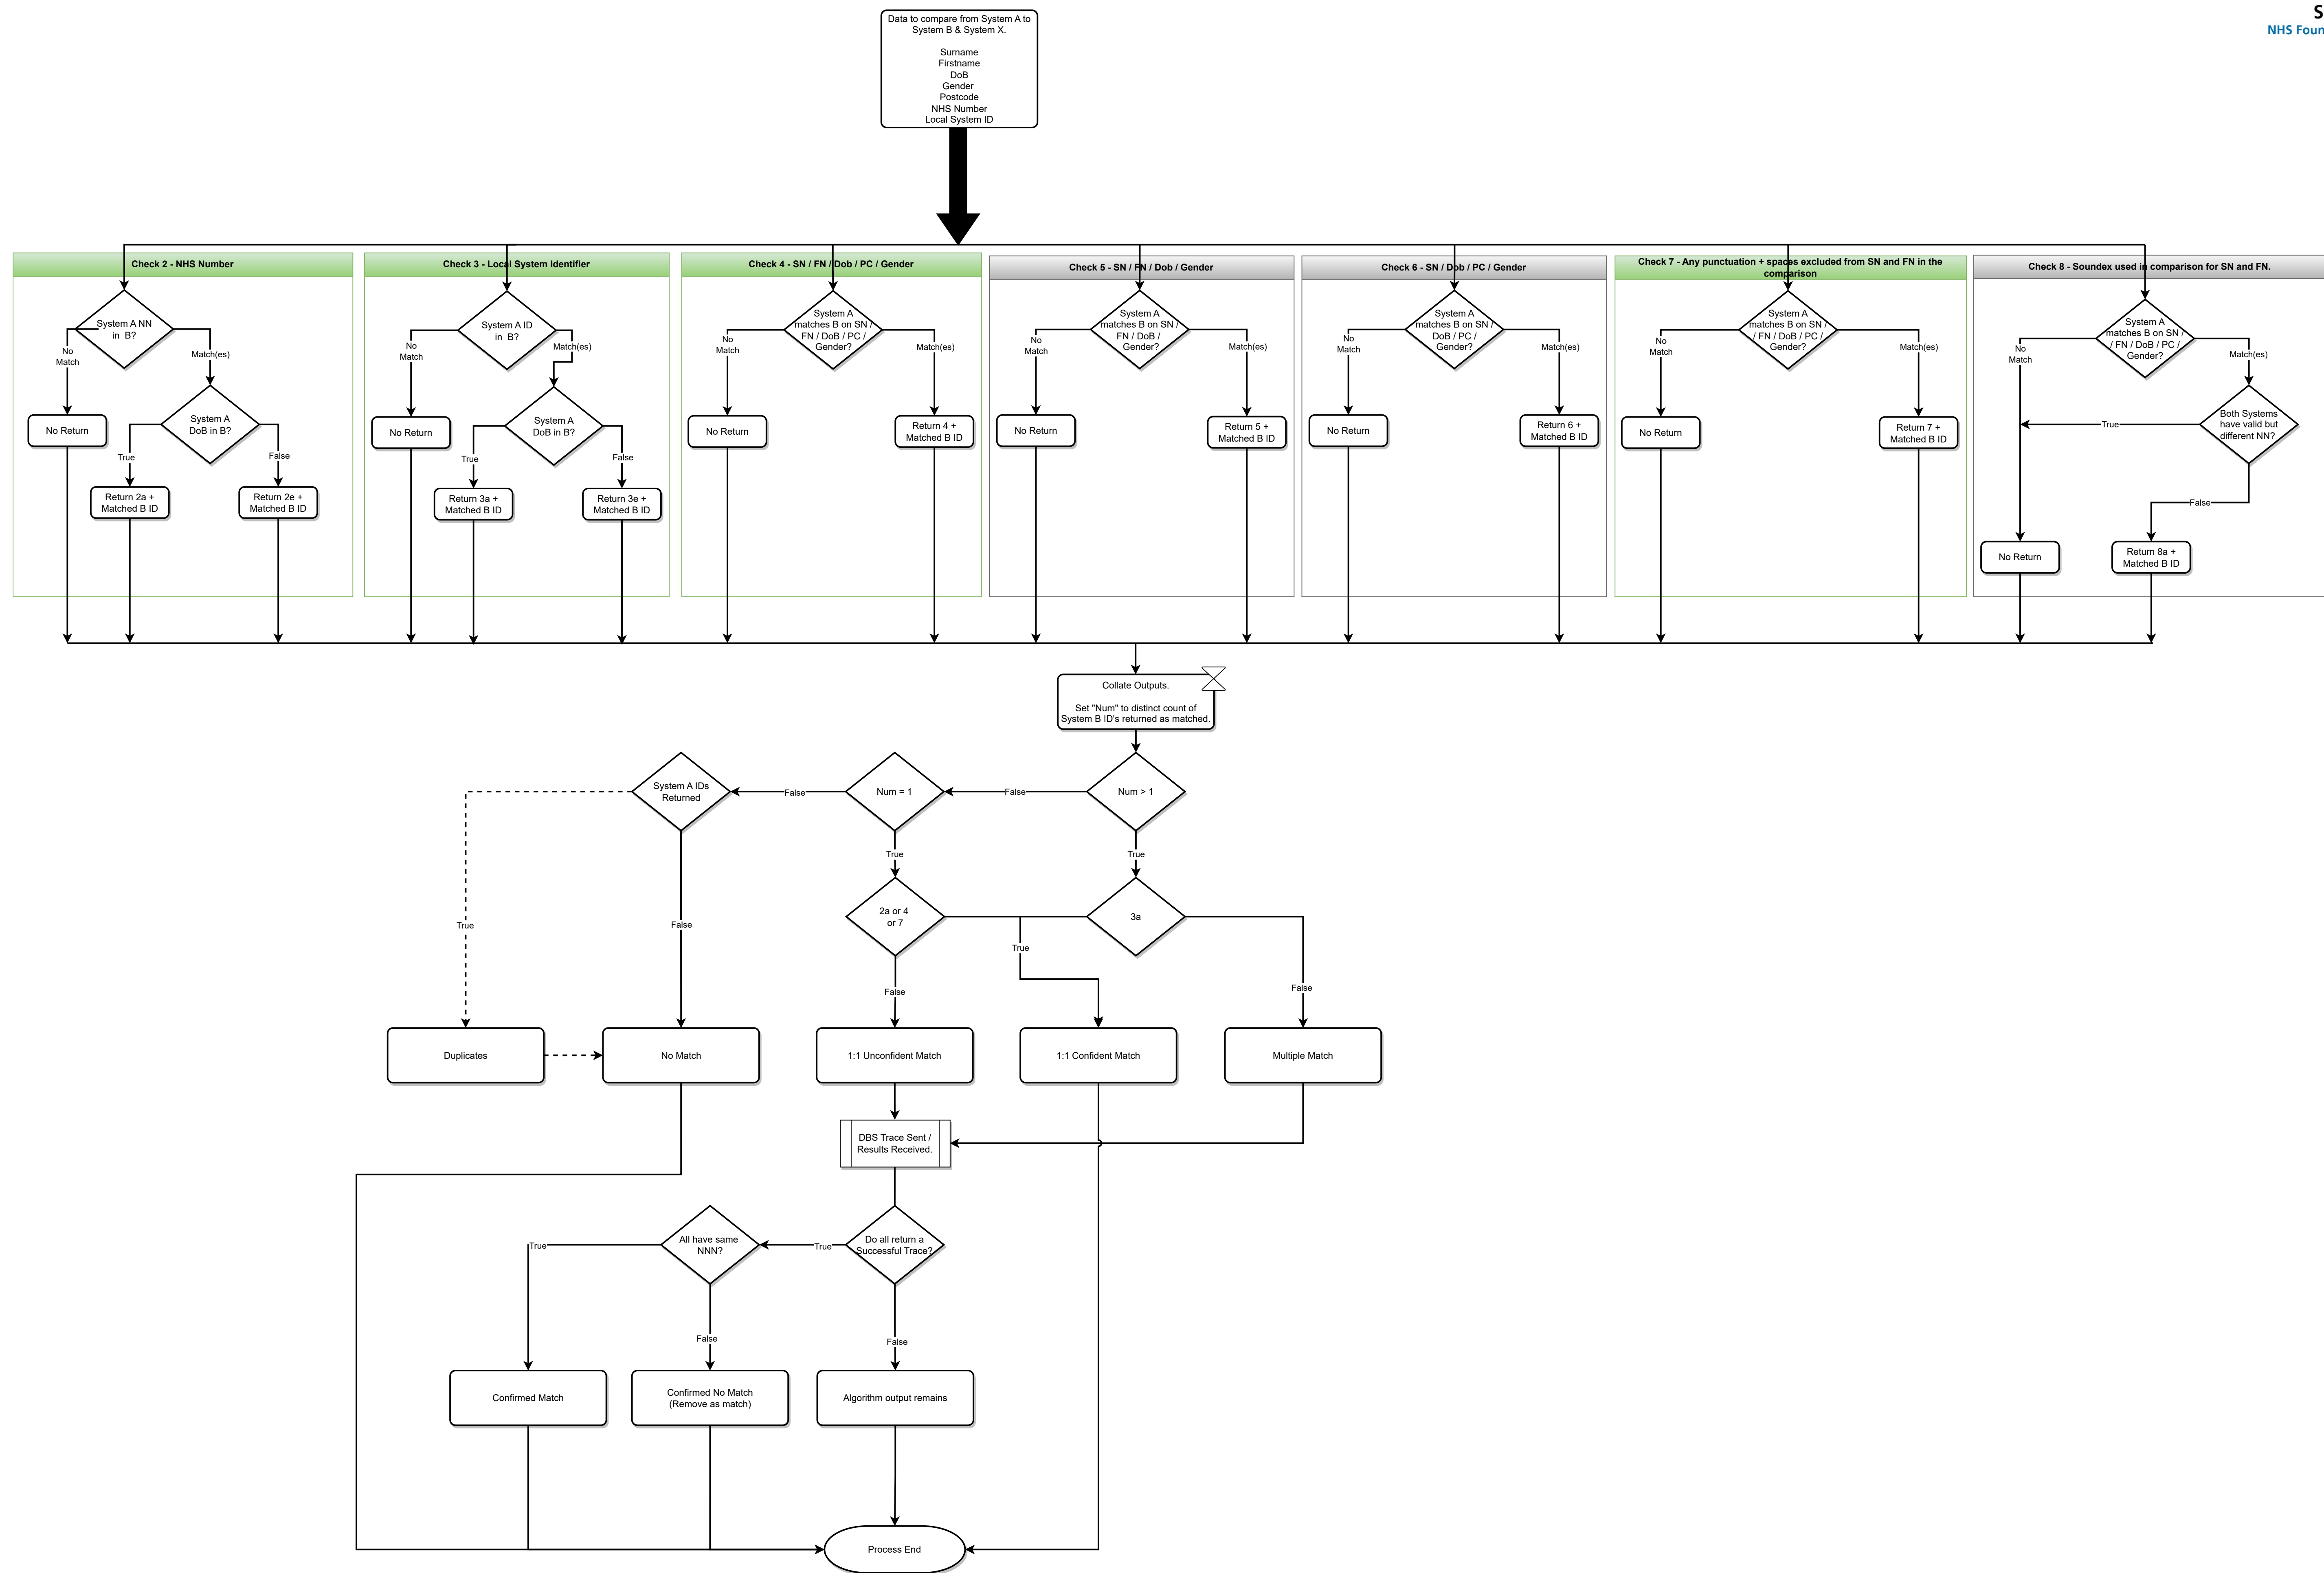 S
NHS Foun
Data to compare from System A to
System B & System X.
Surname
Firstname
DoB
Gender
Postcode
NHS Number
Local System ID
Check 2 - NHS Number
System A NN
in B?
No
Match
Match(es)
No Return
System A
DoB in B?
True
False
Return 2a +
Matched B ID
Return 2e +
Matched B ID
Check 3 - Local System Identifier
System A ID
in B?
No
Match
Match(es)
No Return
System A
DoB in B?
True
False
Return 3a +
Matched B ID
Return 3e +
Matched B ID
Check 4 - SN / FN / Dob / PC / Gender
System A
matches B on SN /
FN / DoB / PC /
Gender?
No
Match
Match(es)
No Return
Return 4 +
Matched B ID
Check 5 - SN / FN / Dob / Gender
System A
matches B on SN /
FN / DoB /
Gender?
No
Match
Match(es)
No Return
Return 5 +
Matched B ID
Check 6 - SN / Dob / PC / Gender
System A
matches B on SN /
DoB / PC /
Gender?
No
Match
Match(es)
No Return
Return 6 +
Matched B ID
Check 7 - Any punctuation + spaces excluded from SN and FN in the
comparison
System A
matches B on SN /
/ FN / DoB / PC /
Gender?
No
Match
Match(es)
No Return
Return 7 +
Matched B ID
Check 8 - Soundex used in comparison for SN and FN.
System A
matches B on SN /
/ FN / DoB / PC /
Gender?
No
Match
Match(es)
Both Systems
have valid but
different NN?
True
False
No Return
Return 8a +
Matched B ID
Collate Outputs.
Set "Num" to distinct count of
System B ID's returned as matched.
System A IDs
Returned
False
Num = 1
False
Num > 1
True
True
True
False
2a or 4
or 7
True
3a
False
False
Duplicates
No Match
1:1 Unconfident Match
1:1 Confident Match
Multiple Match
DBS Trace Sent /
Results Received.
True
All have same
NNN?
True
Do all return a
Successful Trace?
False
False
Confirmed Match
Confirmed No Match
(Remove as match)
Algorithm output remains
Process End